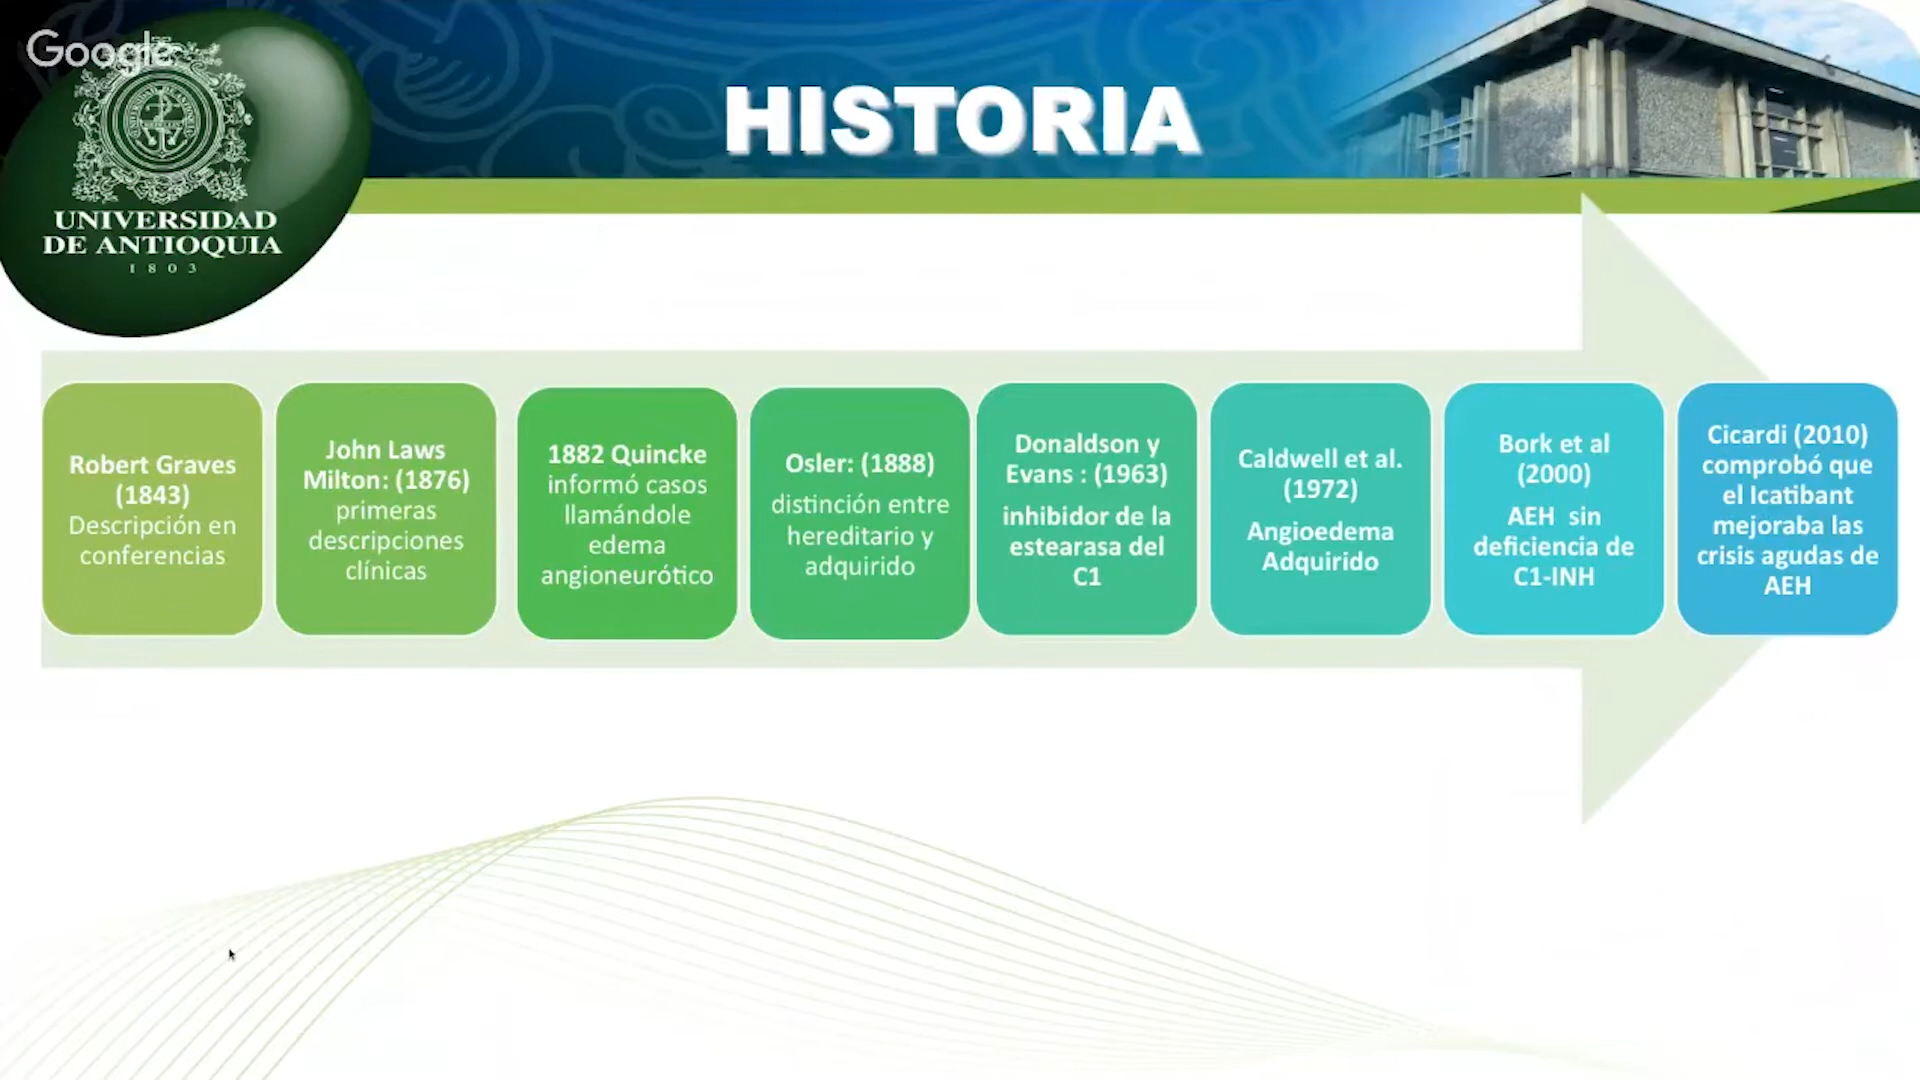 Google
HISTORIA
UNIVERSIDAD
DE ANTIOQUIA
1803
Robert Graves
(1843)
Descripción en
conferencias
John Laws
Milton: (1876)
primeras
descripciones
clínicas
1882 Quincke
informó casos
llamándole
edema
angioneurótico
Osler: (1888)
distinción entre
hereditario y
adquirido
Donaldson y
Evans : (1963)
inhibidor de la
estearasa del
C1
Caldwell et al.
(1972)
Angioedema
Adquirido
Bork et al
(2000)
AEH sin
deficiencia de
C1-INH
Cicardi (2010)
comprobó que
el Icatibant
mejoraba las
crisis agudas de
AEH